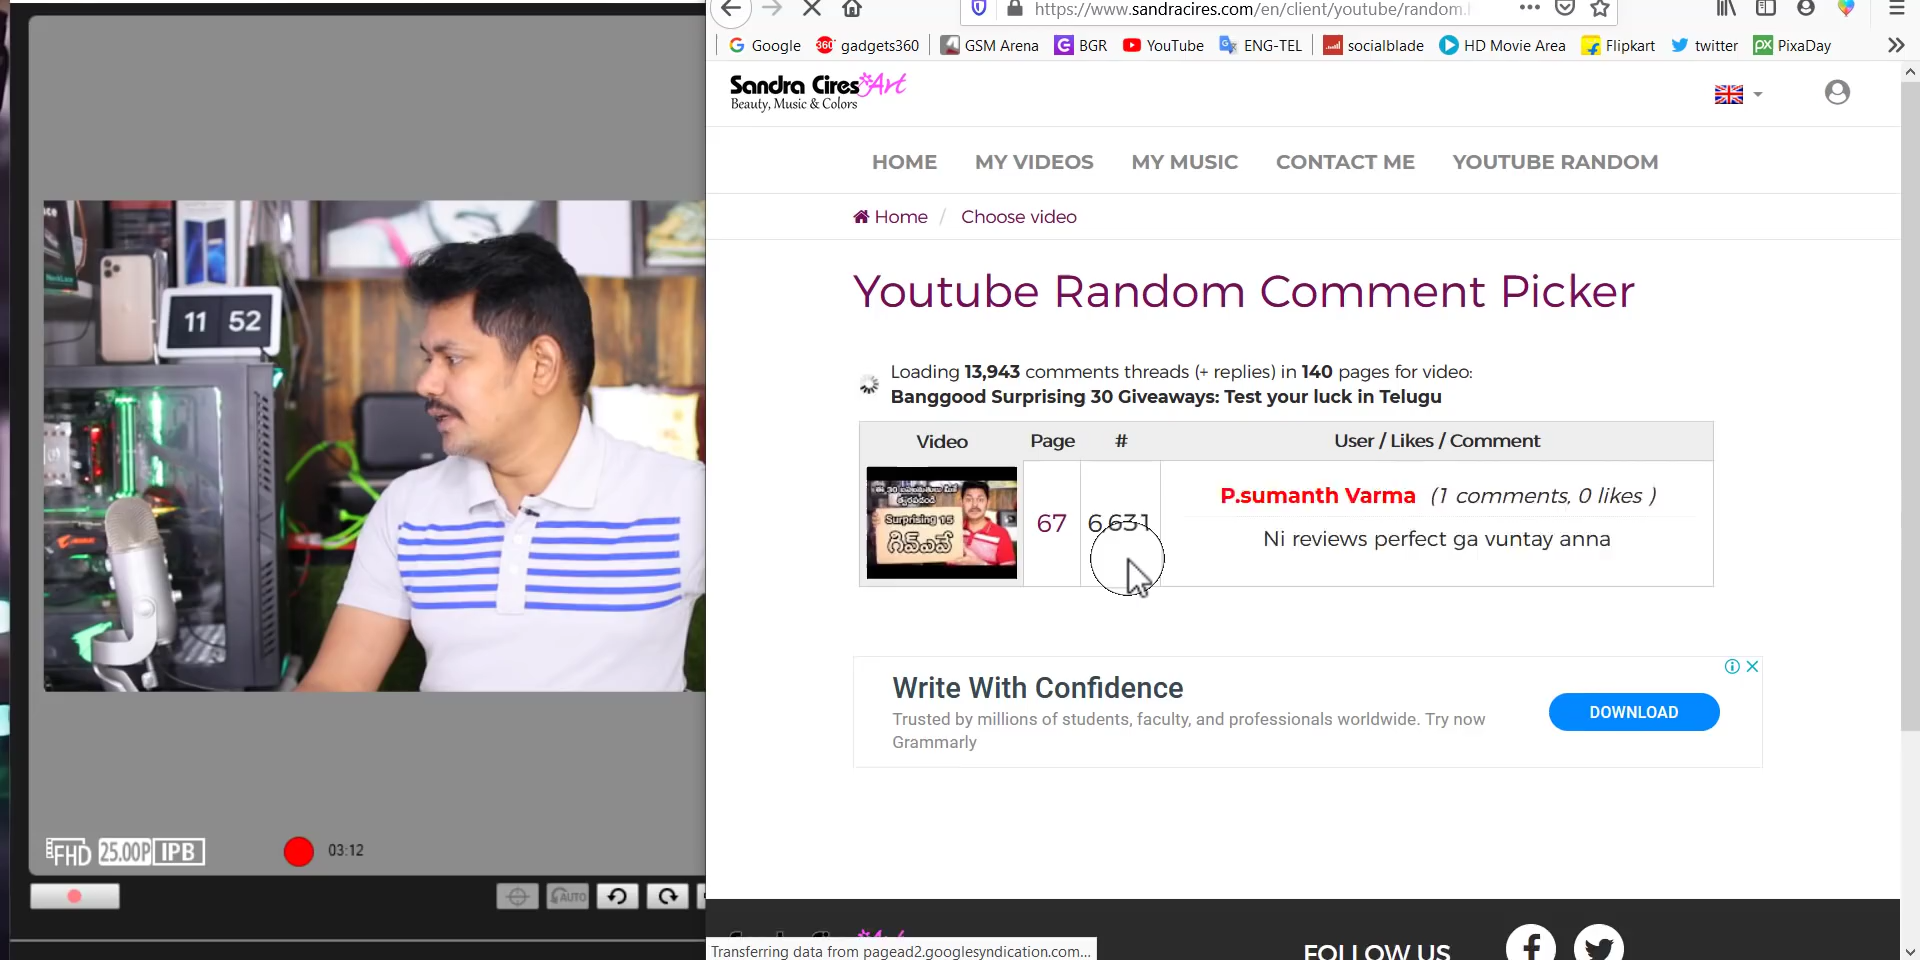 https://www.sandracires.com/en/client/youtube/random.
Google
gadgets360
GSM Arena
BGR
YouTube
ENG-TEL
socialblade
HD Movie Area
Flipkart
twitter
PixaDay
Sandra Cires Art
Beauty, Music & Colors
HOME
MY VIDEOS
MY MUSIC
CONTACT ME
YOUTUBE RANDOM
Home / Choose video
Youtube Random Comment Picker
Loading 13,943 comments threads (+ replies) in 140 pages for video:
Banggood Surprising 30 Giveaways: Test your luck in Telugu
Video Page # User / Likes / Comment
Surprising 15
గివ్ఎవే
67 6,631
P.sumanth Varma (1 comments, 0 likes )
Ni reviews perfect ga vuntay anna
Write With Confidence
Trusted by millions of students, faculty, and professionals worldwide. Try now
Grammarly
DOWNLOAD
FOLLOW US
Transferring data from pagead2.googlesyndication.com...
11 52
FHD 25.00P IPB
03:12
AUTO